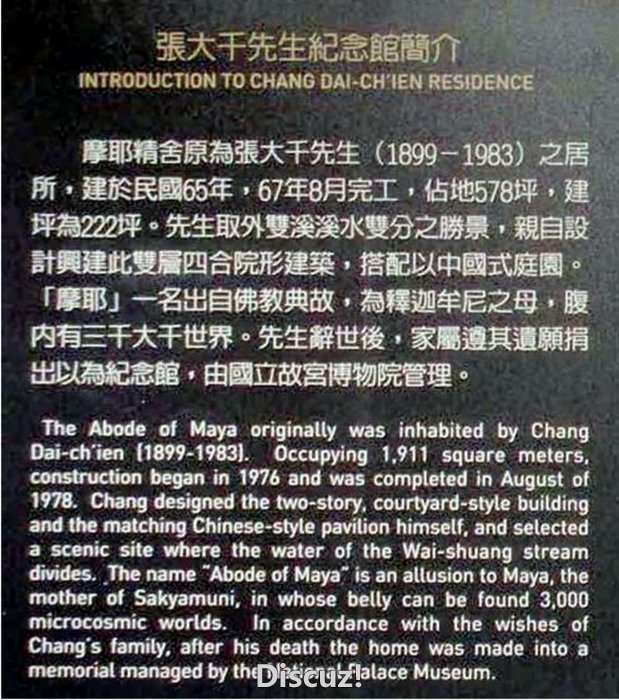 張大千先生紀念館簡介
INTRODUCTION TO CHANG DAI-CH'IEN RESIDENCE
摩耶精舍原為張大千先生（1899－1983）之居
所，建於民國65年，67年8月完工，佔地578坪，建
坪為222坪。先生取外雙溪溪水雙分之勝景，親自設
計興建此雙層四合院形建築，搭配以中國式庭園。
「摩耶」一名出自佛教典故，為釋迦牟尼之母，腹
內有三千大千世界。先生辭世後，家屬遵其遺願捐
出以為紀念館，由國立故宮博物院管理。
The Abode of Maya originally was inhabited by Chang
Dai-ch'ien (1899-1983). Occupying 1,911 square meters,
construction began in 1976 and was completed in August of
1978. Chang designed the two-story, courtyard-style building
and the matching Chinese-style pavilion himself, and selected
a scenic site where the water of the Wai-shuang stream
divides. The name "Abode of Maya" is an allusion to Maya, the
mother of Sakyamuni, in whose belly can be found 3,000
microcosmic worlds. In accordance with the wishes of
Chang's family, after his death the home was made into a
memorial managed by the National Palace Museum.
Discuz!